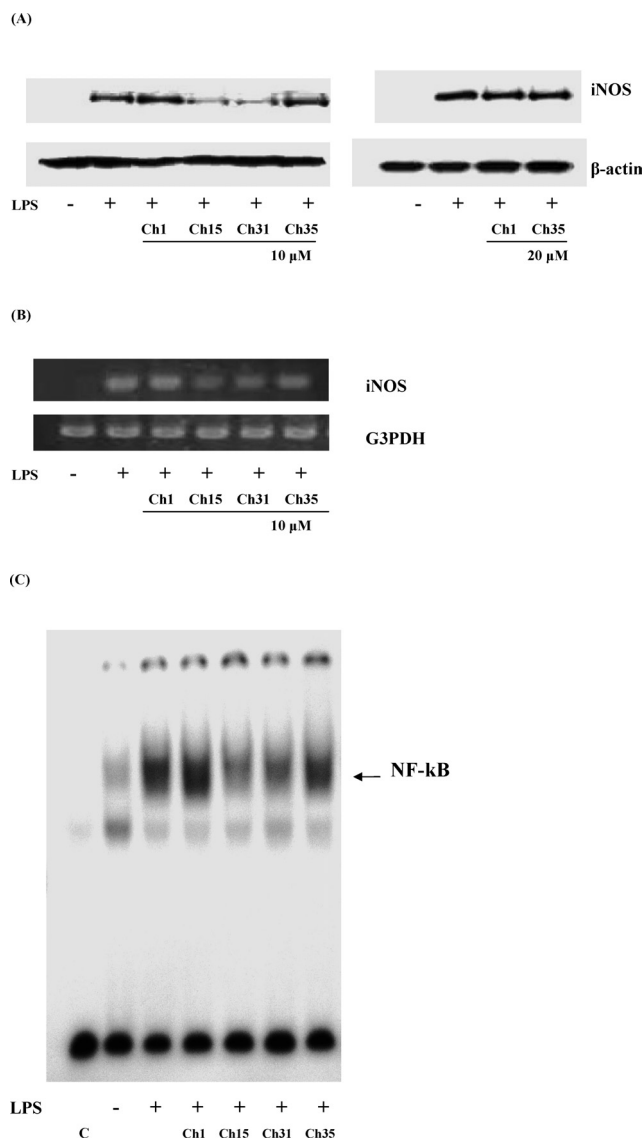 (A)
iNOS
β-actin
LPS - + + + + + - + + +
Ch1 Ch15 Ch31 Ch35 Ch1 Ch35
10 μM 20 μM
(B)
iNOS
G3PDH
LPS - + + + + +
Ch1 Ch15 Ch31 Ch35
10 μM
(C)
NF-kB
LPS - + + + + +
C Ch1 Ch15 Ch31 Ch35